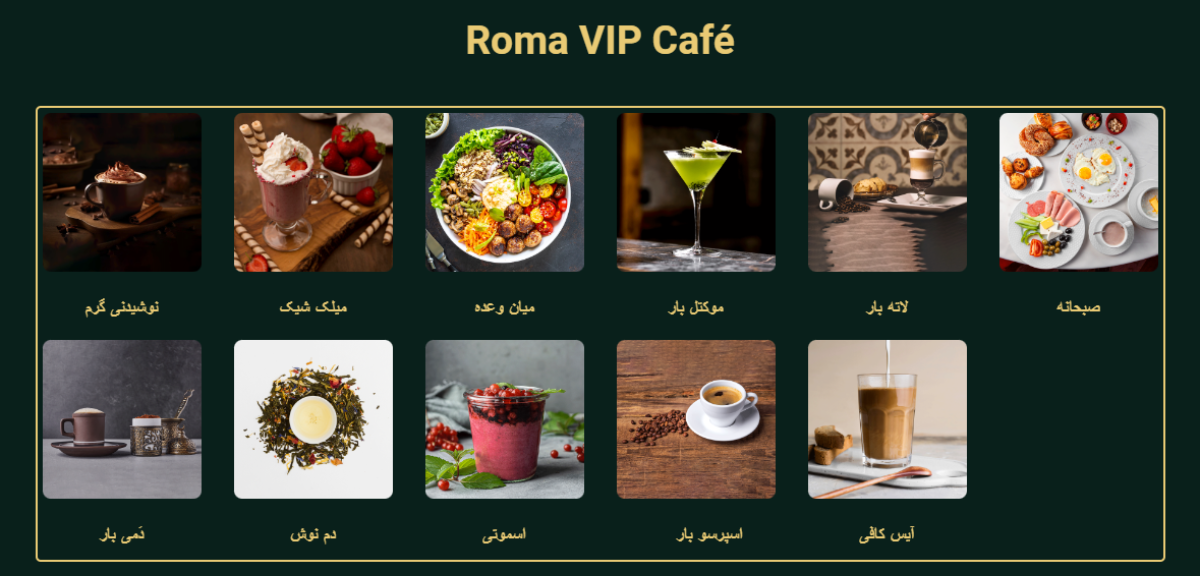 Roma VIP Café
صبحانه
لاته بار
موکتل بار
میان وعده
میلک شیک
نوشیدنی گرم
آیس کافی
اسپرسو بار
اسموتی
دم نوش
دَمی بار